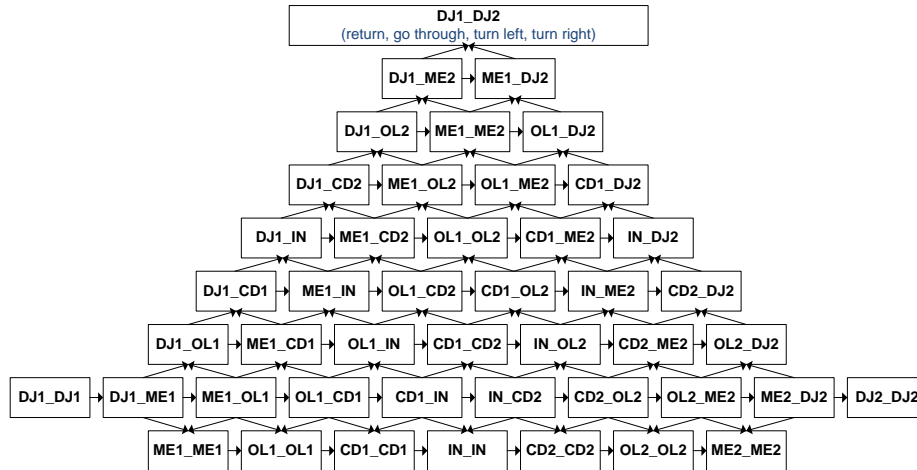 DJ1_DJ2
(return, go through, turn left, turn right)
DJ1_ME2 ME1_DJ2
DJ1_OL2 ME1_ME2 OL1_DJ2
DJ1_CD2 ME1_OL2 OL1_ME2 CD1_DJ2
DJ1_IN ME1_CD2 OL1_OL2 CD1_ME2 IN_DJ2
DJ1_CD1 ME1_IN OL1_CD2 CD1_OL2 IN_ME2 CD2_DJ2
DJ1_OL1 ME1_CD1 OL1_IN CD1_CD2 IN_OL2 CD2_ME2 OL2_DJ2
DJ1_DJ1 DJ1_ME1 ME1_OL1 OL1_CD1 CD1_IN IN_CD2 CD2_OL2 OL2_ME2 ME2_DJ2 DJ2_DJ2
ME1_ME1 OL1_OL1 CD1_CD1 IN_IN CD2_CD2 OL2_OL2 ME2_ME2